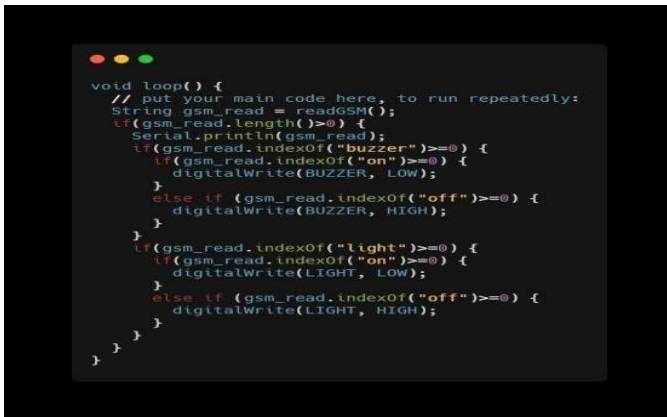 void loop() {
// put your main code here, to run repeatedly:
String gsm_read = readGSM();
if(gsm_read.length()>0) {
Serial.println(gsm_read);
if(gsm_read.indexOf("buzzer")>=0) {
if(gsm_read.indexOf("on")>=0) {
digitalWrite(BUZZER, LOW);
}
else if (gsm_read.indexOf("off")>=0) {
digitalWrite(BUZZER, HIGH);
}
}
if(gsm_read.indexOf("light")>=0) {
if(gsm_read.indexOf("on")>=0) {
digitalWrite(LIGHT, LOW);
}
else if (gsm_read.indexOf("off")>=0) {
digitalWrite(LIGHT, HIGH);
}
}
}
}